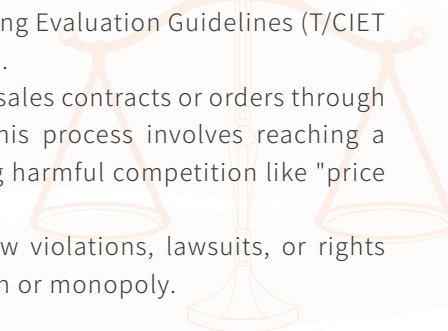 ng Evaluation Guidelines (T/CIET
.
sales contracts or orders through
his process involves reaching a
g harmful competition like "price
w violations, lawsuits, or rights
n or monopoly.